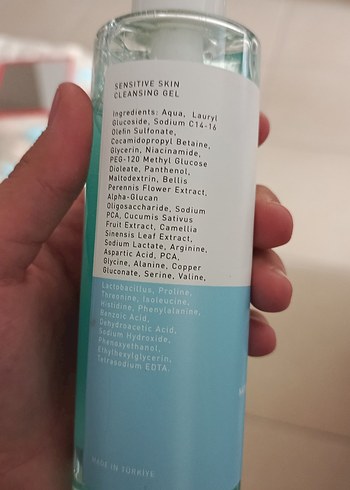 SENSITIVE SKIN
CLEANSING GEL
Ingredients: Aqua, Lauryl
Glucoside, Sodium C14-16
Olefin Sulfonate,
Cocamidopropyl Betaine,
Glycerin, Niacinamide,
PEG-120 Methyl Glucose
Dioleate, Panthenol,
Maltodextrin, Bellis
Perennis Flower Extract,
Alpha-Glucan
Oligosaccharide, Sodium
PCA, Cucumis Sativus
Fruit Extract, Camellia
Sinensis Leaf Extract,
Sodium Lactate, Arginine,
Aspartic Acid, PCA,
Glycine, Alanine, Copper
Gluconate, Serine, Valine,
Lactobacillus, Proline,
Threonine, Isoleucine,
Histidine, Phenylalanine,
Benzoic Acid,
Dehydroacetic Acid,
Sodium Hydroxide,
Phenoxyethanol,
Ethylhexylglycerin,
Tetrasodium EDTA.
MADE IN TÜRKİYE